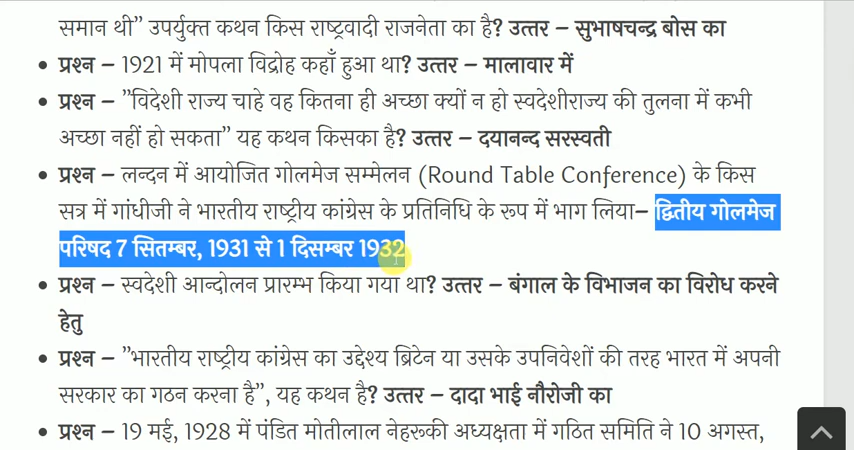 समान थी” उपर्युक्त कथन किस राष्ट्रवादी राजनेता का है? उत्तर – सुभाषचन्द्र बोस का
प्रश्न – 1921 में मोपला विद्रोह कहाँ हुआ था? उत्तर – मालावार में
प्रश्न – ”विदेशी राज्य चाहे वह कितना ही अच्छा क्यों न हो स्वदेशीराज्य की तुलना में कभी
अच्छा नहीं हो सकता” यह कथन किसका है? उत्तर – दयानन्द सरस्वती
प्रश्न – लन्दन में आयोजित गोलमेज सम्मेलन (Round Table Conference) के किस
सत्र में गांधीजी ने भारतीय राष्ट्रीय कांग्रेस के प्रतिनिधि के रूप में भाग लिया– द्वितीय गोलमेज
परिषद 7 सितम्बर, 1931 से 1 दिसम्बर 1932
प्रश्न – स्वदेशी आन्दोलन प्रारम्भ किया गया था? उत्तर – बंगाल के विभाजन का विरोध करने
हेतु
प्रश्न – ”भारतीय राष्ट्रीय कांग्रेस का उद्देश्य ब्रिटेन या उसके उपनिवेशों की तरह भारत में अपनी
सरकार का गठन करना है”, यह कथन है? उत्तर – दादा भाई नौरोजी का
प्रश्न – 19 मई, 1928 में पंडित मोतीलाल नेहरूकी अध्यक्षता में गठित समिति ने 10 अगस्त,